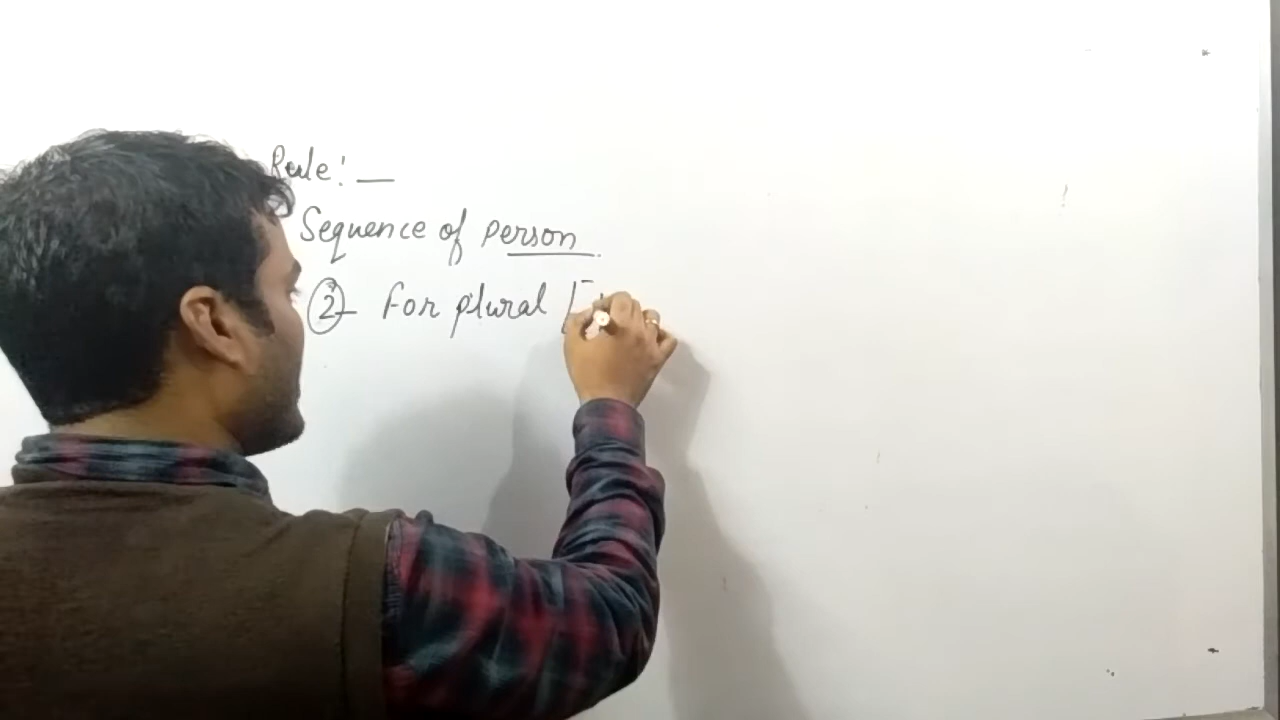 Rule:—
Sequence of person
2- For plural [